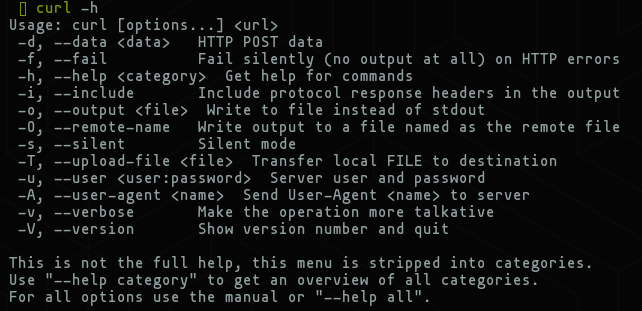 curl -h
Usage: curl [options...] <url>
 -d, --data <data>   HTTP POST data
 -f, --fail          Fail silently (no output at all) on HTTP errors
 -h, --help <category>  Get help for commands
 -i, --include       Include protocol response headers in the output
 -o, --output <file>  Write to file instead of stdout
 -O, --remote-name   Write output to a file named as the remote file
 -s, --silent        Silent mode
 -T, --upload-file <file>  Transfer local FILE to destination
 -u, --user <user:password>  Server user and password
 -A, --user-agent <name>  Send User-Agent <name> to server
 -v, --verbose       Make the operation more talkative
 -V, --version       Show version number and quit

This is not the full help, this menu is stripped into categories.
Use "--help category" to get an overview of all categories.
For all options use the manual or "--help all".